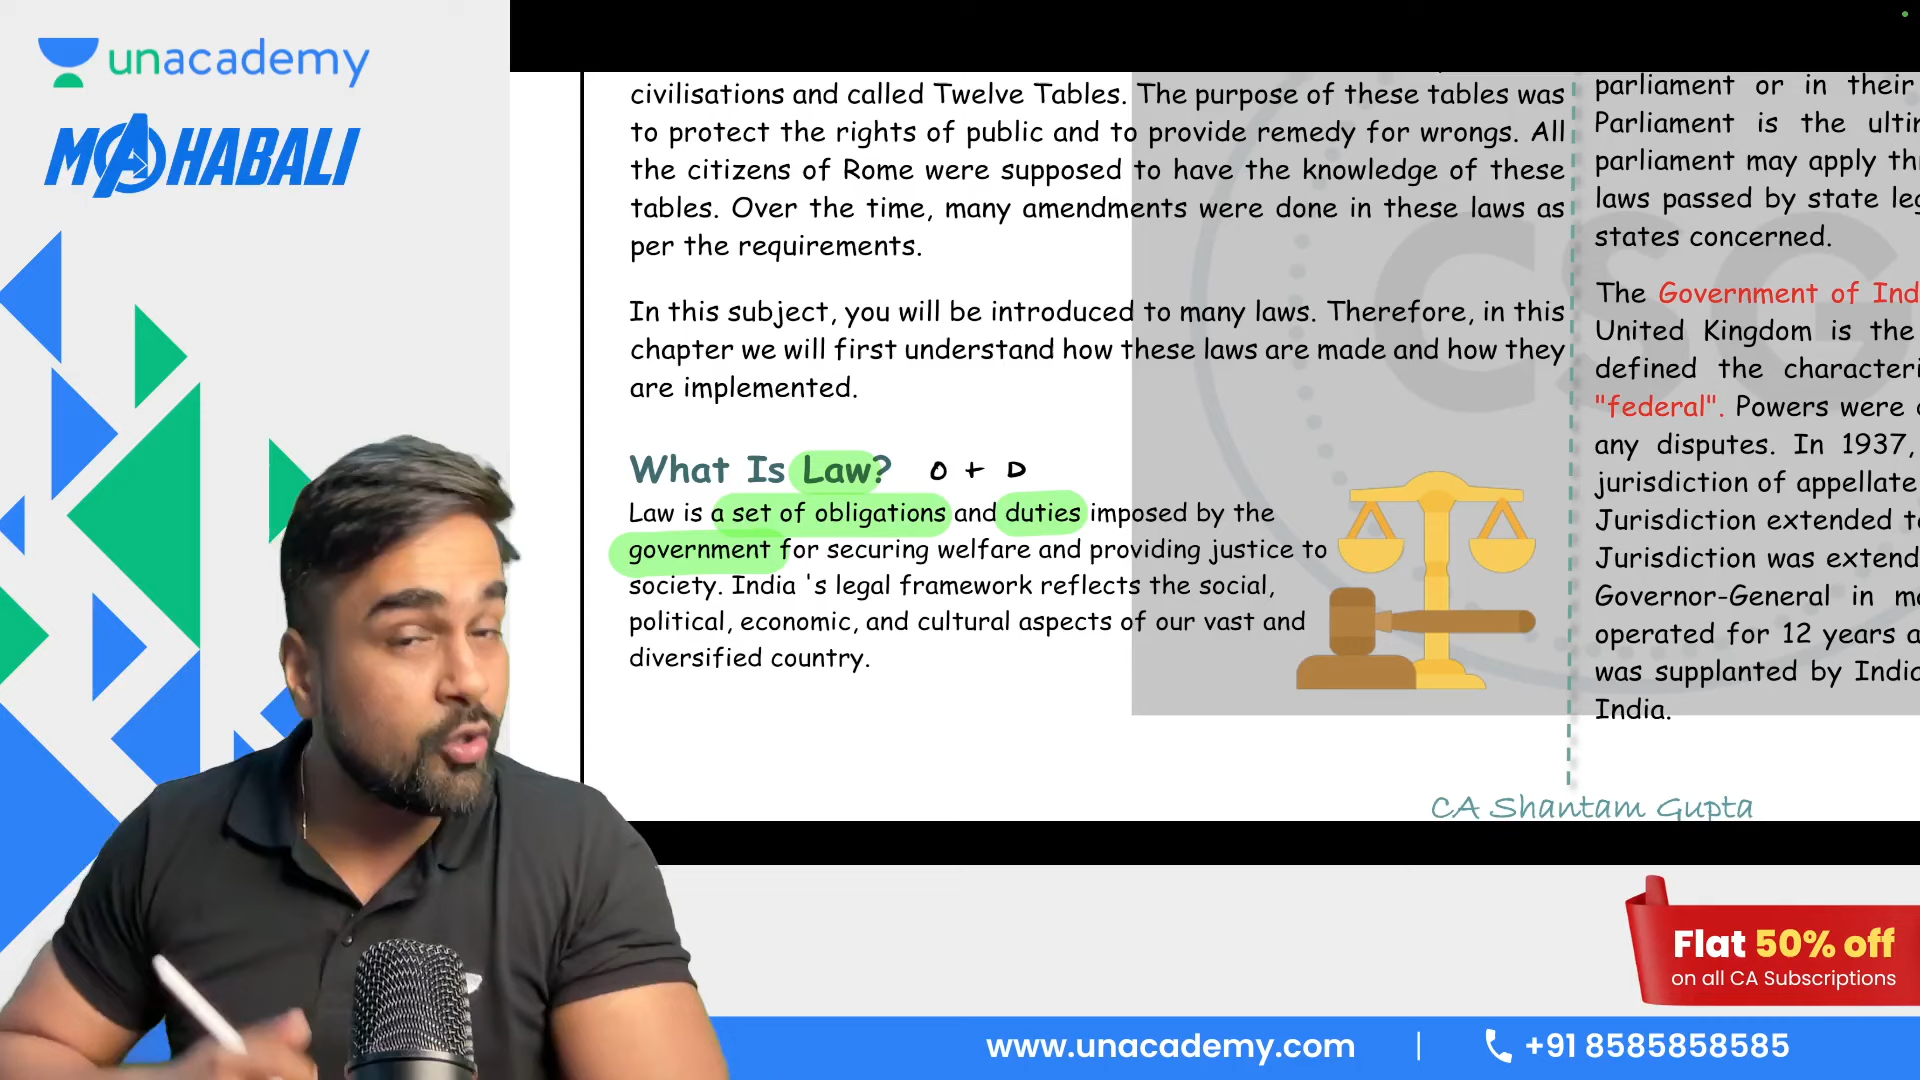 unacademy
MAHABALI
civilisations and called Twelve Tables. The purpose of these tables was
to protect the rights of public and to provide remedy for wrongs. All
the citizens of Rome were supposed to have the knowledge of these
tables. Over the time, many amendments were done in these laws as
per the requirements.
In this subject, you will be introduced to many laws. Therefore, in this
chapter we will first understand how these laws are made and how they
are implemented.
What Is Law? O + D
Law is a set of obligations and duties imposed by the
government for securing welfare and providing justice to
society. India 's legal framework reflects the social,
political, economic, and cultural aspects of our vast and
diversified country.
parliament or in their
Parliament is the
parliament may apply
laws passed by state
states concerned.
The Government of
United Kingdom is the
defined the
"federal". Powers were
any disputes. In 1937,
jurisdiction of appellate
Jurisdiction extended
Jurisdiction was
Governor-General in
operated for 12 years
was supplanted by
India.
CSG
CA Shantam Gupta
Flat 50% off
on all CA Subscriptions
www.unacademy.com | +91 8585858585